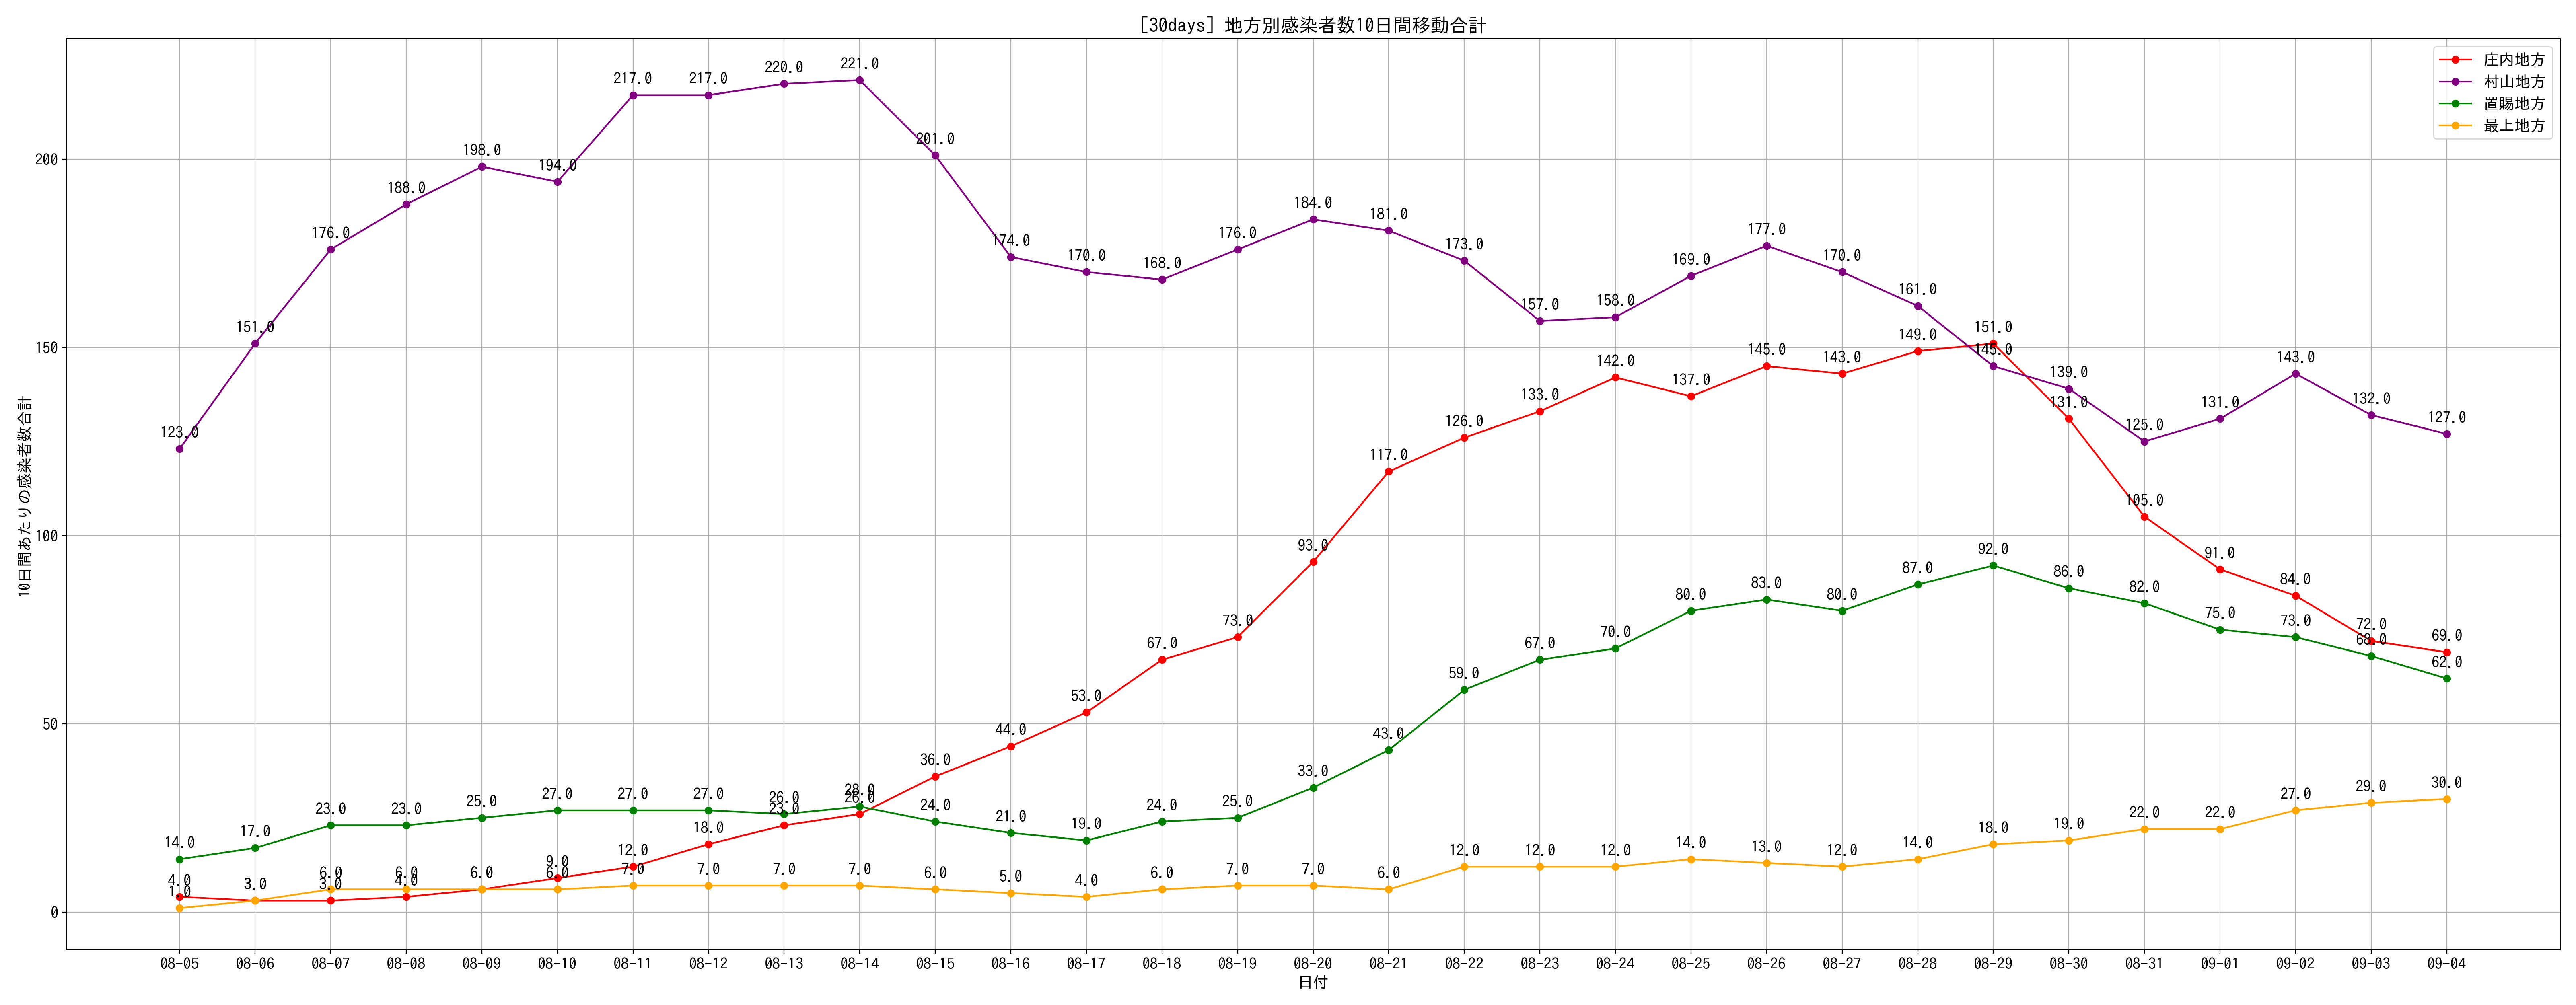 [30days] 地方別感染者数10日間移動合計
庄内地方
村山地方
置賜地方
最上地方
10日間あたりの感染者数合計
200
150
100
50
0
123.0 151.0 176.0 188.0 198.0 194.0 217.0 217.0 220.0 221.0 201.0 174.0 170.0 168.0 176.0 184.0 181.0 173.0 157.0 158.0 169.0 177.0 170.0 161.0 145.0 139.0 125.0 131.0 143.0 132.0 127.0
4.0 3.0 3.0 4.0 6.0 9.0 12.0 18.0 23.0 26.0 36.0 44.0 53.0 67.0 73.0 93.0 117.0 126.0 133.0 142.0 137.0 145.0 143.0 149.0 151.0 131.0 105.0 91.0 84.0 72.0 69.0
14.0 17.0 23.0 23.0 25.0 27.0 27.0 27.0 26.0 28.0 24.0 21.0 19.0 24.0 25.0 33.0 43.0 59.0 67.0 70.0 80.0 83.0 80.0 87.0 92.0 86.0 82.0 75.0 73.0 68.0 62.0
1.0 3.0 6.0 6.0 6.0 6.0 7.0 7.0 7.0 7.0 6.0 5.0 4.0 6.0 7.0 7.0 6.0 12.0 12.0 12.0 14.0 13.0 12.0 14.0 18.0 19.0 22.0 22.0 27.0 29.0 30.0
08-05 08-06 08-07 08-08 08-09 08-10 08-11 08-12 08-13 08-14 08-15 08-16 08-17 08-18 08-19 08-20 08-21 08-22 08-23 08-24 08-25 08-26 08-27 08-28 08-29 08-30 08-31 09-01 09-02 09-03 09-04
日付